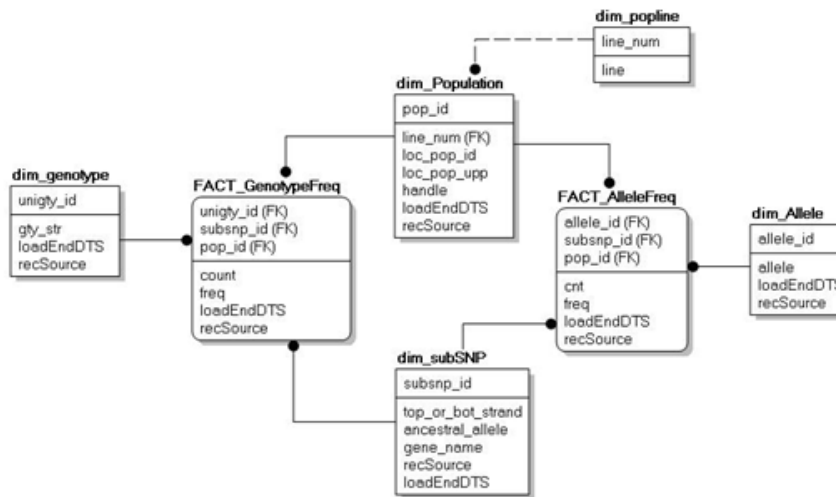 dim_popline
line_num
line
dim_Population
pop_id
line_num (FK)
loc_pop_id
loc_pop_upp
handle
loadEndDTS
recSource
dim_genotype
unigty_id
gty_str
loadEndDTS
recSource
FACT_GenotypeFreq
unigty_id (FK)
subsnp_id (FK)
pop_id (FK)
count
freq
loadEndDTS
recSource
FACT_AlleleFreq
allele_id (FK)
subsnp_id (FK)
pop_id (FK)
cnt
freq
loadEndDTS
recSource
dim_Allele
allele_id
allele
loadEndDTS
recSource
dim_subSNP
subsnp_id
top_or_bot_strand
ancestral_allele
gene_name
recSource
loadEndDTS